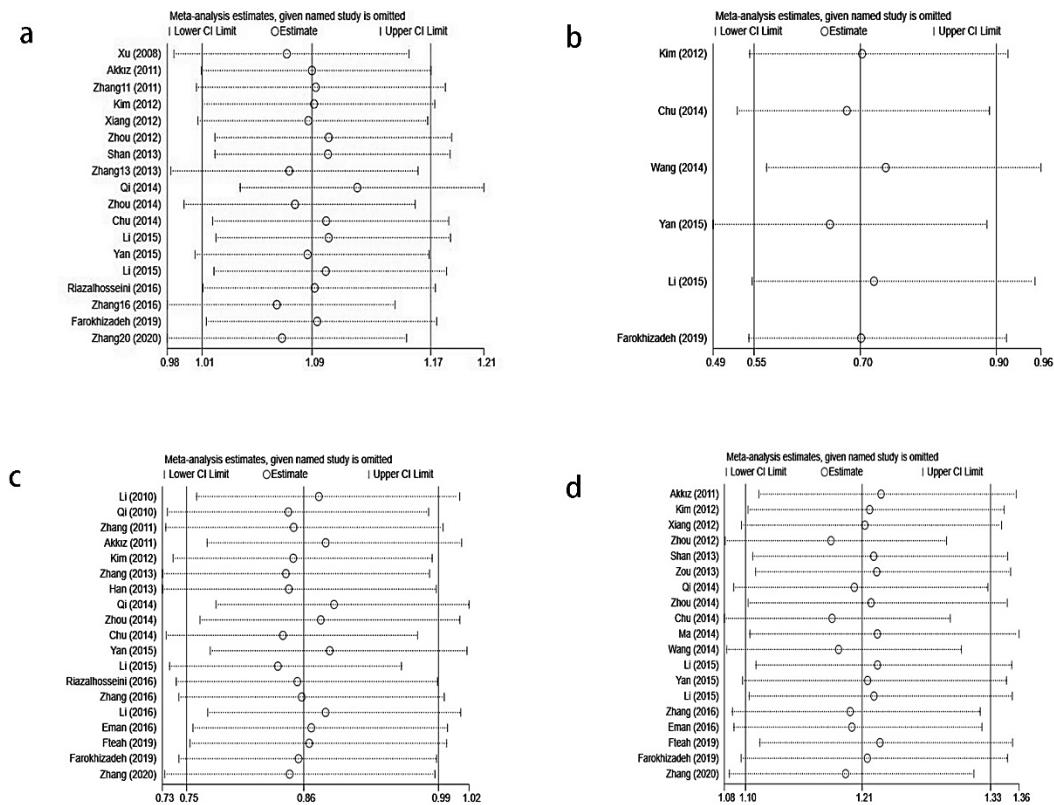 a
Meta-analysis estimates, given named study is omitted
| Lower CI Limit ○Estimate | Upper CI Limit
Xu (2008)
Akkız (2011)
Zhang11 (2011)
Kim (2012)
Xiang (2012)
Zhou (2012)
Shan (2013)
Zhang13 (2013)
Qi (2014)
Zhou (2014)
Chu (2014)
Li (2015)
Yan (2015)
Li (2015)
Riazalhosseini (2016)
Zhang16 (2016)
Farokhizadeh (2019)
Zhang20 (2020)
0.98 1.01 1.09 1.17 1.21
b
Meta-analysis estimates, given named study is omitted
| Lower CI Limit ○Estimate | Upper CI Limit
Kim (2012)
Chu (2014)
Wang (2014)
Yan (2015)
Li (2015)
Farokhizadeh (2019)
0.49 0.55 0.70 0.90 0.96
c
Meta-analysis estimates, given named study is omitted
| Lower CI Limit ○Estimate | Upper CI Limit
Li (2010)
Qi (2010)
Zhang (2011)
Akkız (2011)
Kim (2012)
Zhang (2013)
Han (2013)
Qi (2014)
Zhou (2014)
Chu (2014)
Yan (2015)
Li (2015)
Riazalhosseini (2016)
Zhang (2016)
Li (2016)
Eman (2016)
Fteah (2019)
Farokhizadeh (2019)
Zhang (2020)
0.73 0.75 0.86 0.99 1.02
d
Meta-analysis estimates, given named study is omitted
| Lower CI Limit ○Estimate | Upper CI Limit
Akkız (2011)
Kim (2012)
Xiang (2012)
Zhou (2012)
Shan (2013)
Zou (2013)
Qi (2014)
Zhou (2014)
Chu (2014)
Ma (2014)
Wang (2014)
Li (2015)
Yan (2015)
Li (2015)
Zhang (2016)
Eman (2016)
Fteah (2019)
Farokhizadeh (2019)
Zhang (2020)
1.08 1.10 1.21 1.33 1.36